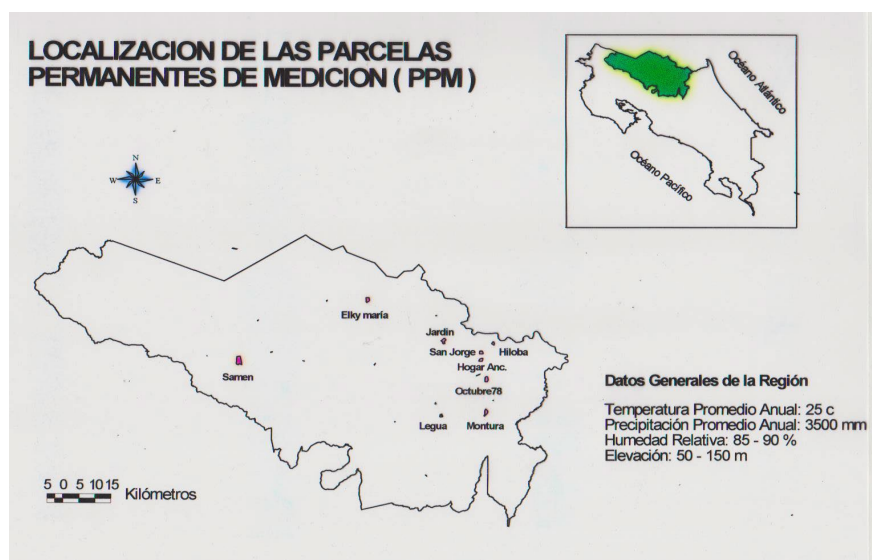 LOCALIZACION DE LAS PARCELAS
PERMANENTES DE MEDICION ( PPM )
Océano Atlántico
Océano Pacífico
N
W E
S
Elky maría
Jardin
San Jorge
Hiloba
Hogar Anc.
Samen
Octubre78
Legua
Montura
Datos Generales de la Región
Temperatura Promedio Anual: 25 c
Precipitación Promedio Anual: 3500 mm
Humedad Relativa: 85 - 90 %
Elevación: 50 - 150 m
5 0 5 10 15
Kilómetros